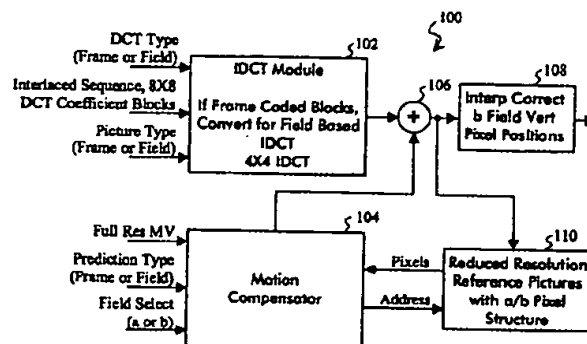 100
102
DCT Type
(Frame or Field)
Interlaced Sequence, 8X8
DCT Coefficient Blocks
Picture Type
(Frame or Field)
IDCT Module
If Frame Coded Blocks,
Convert for Field Based
IDCT
4X4 IDCT
106
+
108
Interp Correct
b Field Vert
Pixel Positions
Full Res MV
Prediction Type
(Frame or Field)
Field Select
(a or b)
104
Motion
Compensator
Pixels
Address
110
Reduced Resolution
Reference Pictures
with a/b Pixel
Structure